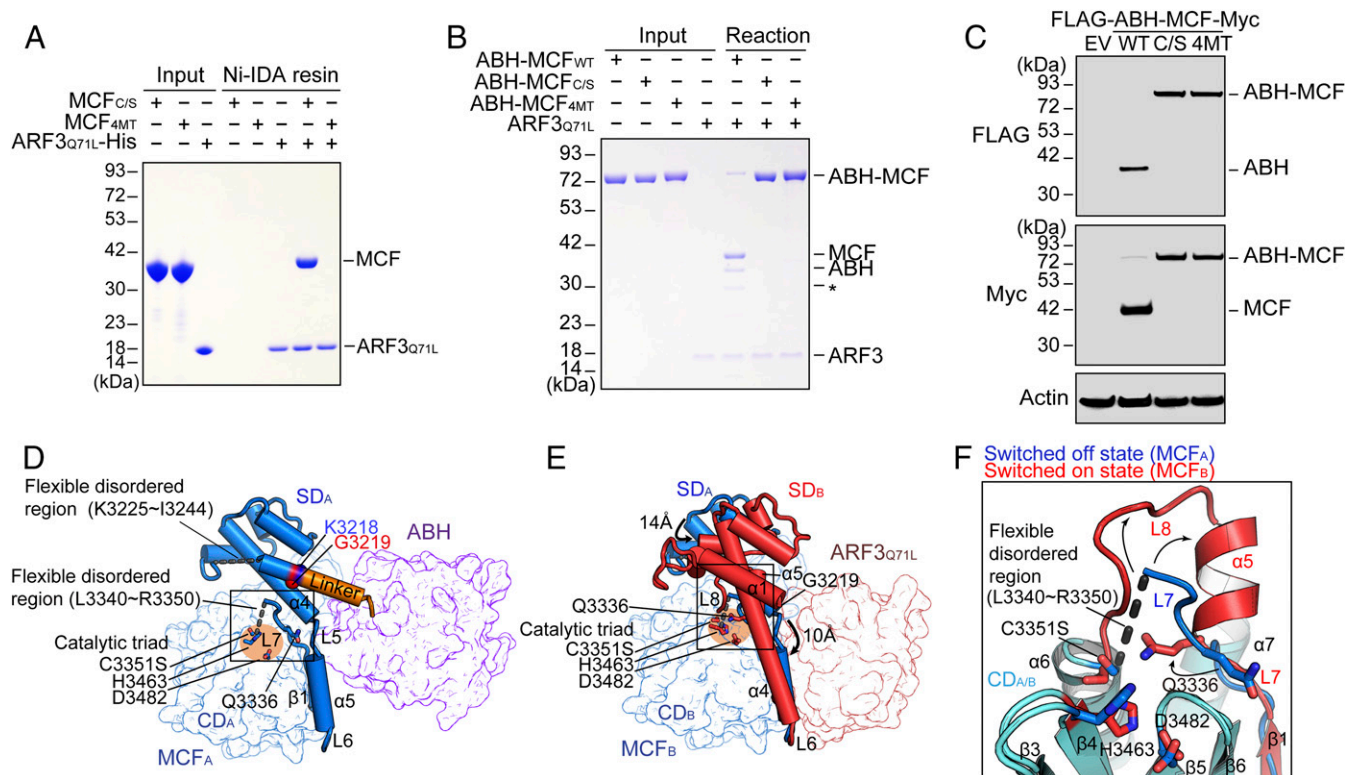 A
Input Ni-IDA resin
MCFC/S + − − + − − + −
MCF4MT − + − − + − − +
ARF3Q71L-His − − + − − + + +
93
72
53
42
30
23
18
14
(kDa)
MCF
ARF3Q71L
B
Input Reaction
ABH-MCFWT + − − − + − −
ABH-MCFC/S − + − − − + −
ABH-MCF4MT − − + − − − +
ARF3Q71L − − − + + + +
93
72
53
42
30
23
18
14
(kDa)
ABH-MCF
MCF
ABH
*
ARF3
C
FLAG-ABH-MCF-Myc
EV WT C/S 4MT
(kDa)
93
72
53
42
30
FLAG
ABH-MCF
ABH
(kDa)
93
72
53
42
30
Myc
ABH-MCF
MCF
Actin
D
Flexible disordered
region (K3225~I3244)
SDA
K3218
G3219
ABH
Linker
Flexible disordered
region (L3340~R3350)
α4
L7
L5
Catalytic triad
C3351S
H3463
D3482
Q3336
β1
α5
CDA
L6
MCFA
E
SDA
SDB
14Å
ARF3Q71L
α5
α1
G3219
L8
Q3336
Catalytic triad
C3351S
H3463
D3482
10Å
α4
CDB
L6
MCFB
F
Switched off state (MCFA)
Switched on state (MCFB)
Flexible
disordered
region
(L3340~R3350)
L8
α5
L7
C3351S
α6
α7
CDA/B
Q3336
L7
D3482
β4
H3463
β3
β5
β6
β1